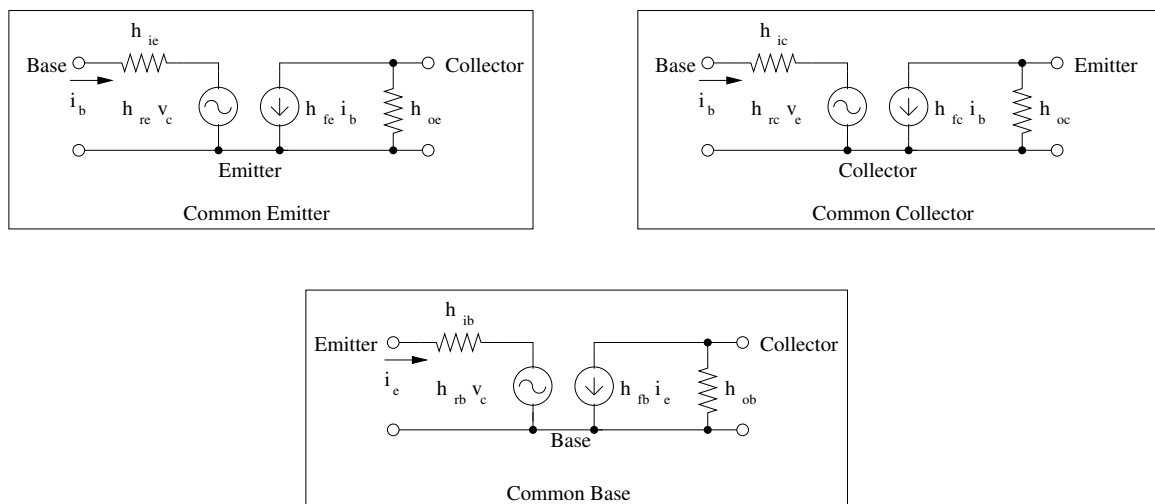 h ie
Base
Collector
i b
h re v c
h fe i b
h oe
Emitter
Common Emitter
h ic
Base
Emitter
i b
h rc v e
h fc i b
h oc
Collector
Common Collector
h ib
Emitter
Collector
i e
h rb v c
h fb i e
h ob
Base
Common Base